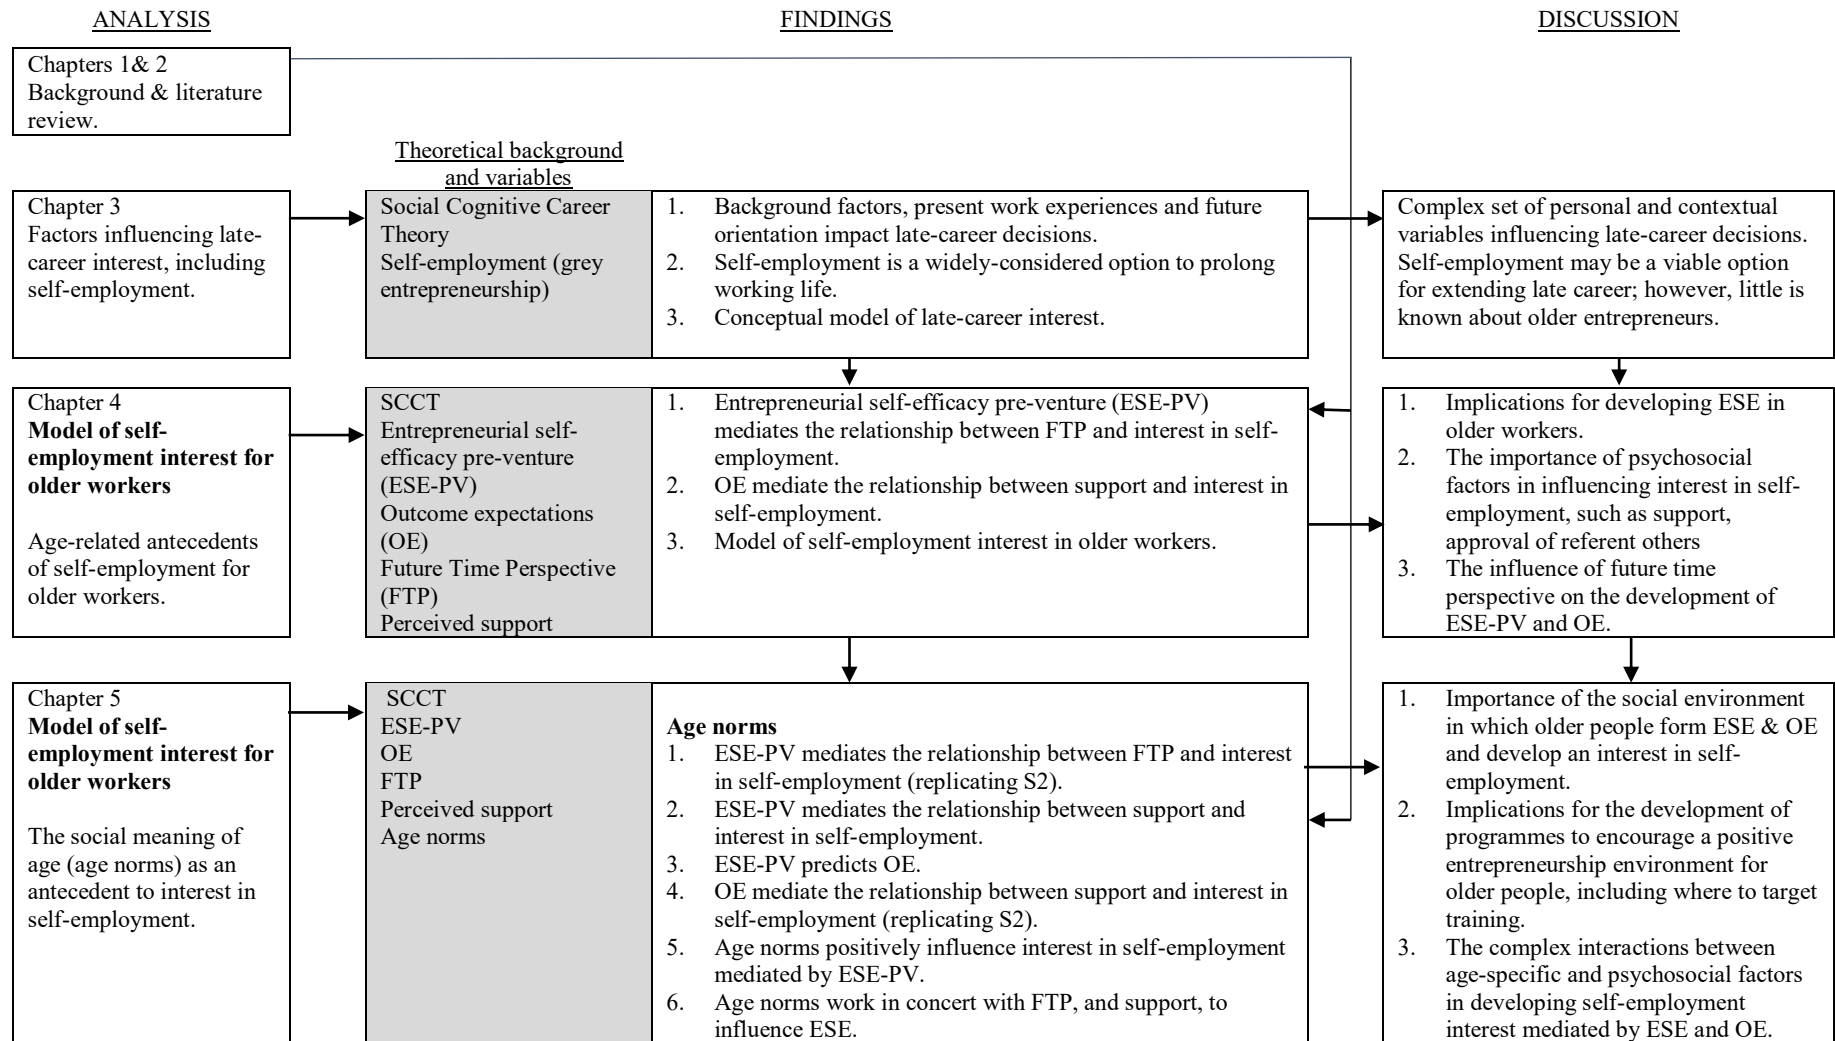 ANALYSIS
FINDINGS
DISCUSSION
Chapters 1& 2
Background & literature
review.
Theoretical background
and variables
Chapter 3
Factors influencing late-
career interest, including
self-employment.
Social Cognitive Career
Theory
Self-employment (grey
entrepreneurship)
1. Background factors, present work experiences and future
orientation impact late-career decisions.
2. Self-employment is a widely-considered option to prolong
working life.
3. Conceptual model of late-career interest.
Complex set of personal and contextual
variables influencing late-career decisions.
Self-employment may be a viable option
for extending late career; however, little is
known about older entrepreneurs.
Chapter 4
Model of self-
employment interest for
older workers
Age-related antecedents
of self-employment for
older workers.
SCCT
Entrepreneurial self-
efficacy pre-venture
(ESE-PV)
Outcome expectations
(OE)
Future Time Perspective
(FTP)
Perceived support
1. Entrepreneurial self-efficacy pre-venture (ESE-PV)
mediates the relationship between FTP and interest in self-
employment.
2. OE mediate the relationship between support and interest in
self-employment.
3. Model of self-employment interest in older workers.
1. Implications for developing ESE in
older workers.
2. The importance of psychosocial
factors in influencing interest in self-
employment, such as support,
approval of referent others
3. The influence of future time
perspective on the development of
ESE-PV and OE.
Chapter 5
Model of self-
employment interest for
older workers
The social meaning of
age (age norms) as an
antecedent to interest in
self-employment.
SCCT
ESE-PV
OE
FTP
Perceived support
Age norms
Age norms
1. ESE-PV mediates the relationship between FTP and interest
in self-employment (replicating S2).
2. ESE-PV mediates the relationship between support and
interest in self-employment.
3. ESE-PV predicts OE.
4. OE mediate the relationship between support and interest in
self-employment (replicating S2).
5. Age norms positively influence interest in self-employment
mediated by ESE-PV.
6. Age norms work in concert with FTP, and support, to
influence ESE.
1. Importance of the social environment
in which older people form ESE & OE
and develop an interest in self-
employment.
2. Implications for the development of
programmes to encourage a positive
entrepreneurship environment for
older people, including where to target
training.
3. The complex interactions between
age-specific and psychosocial factors
in developing self-employment
interest mediated by ESE and OE.